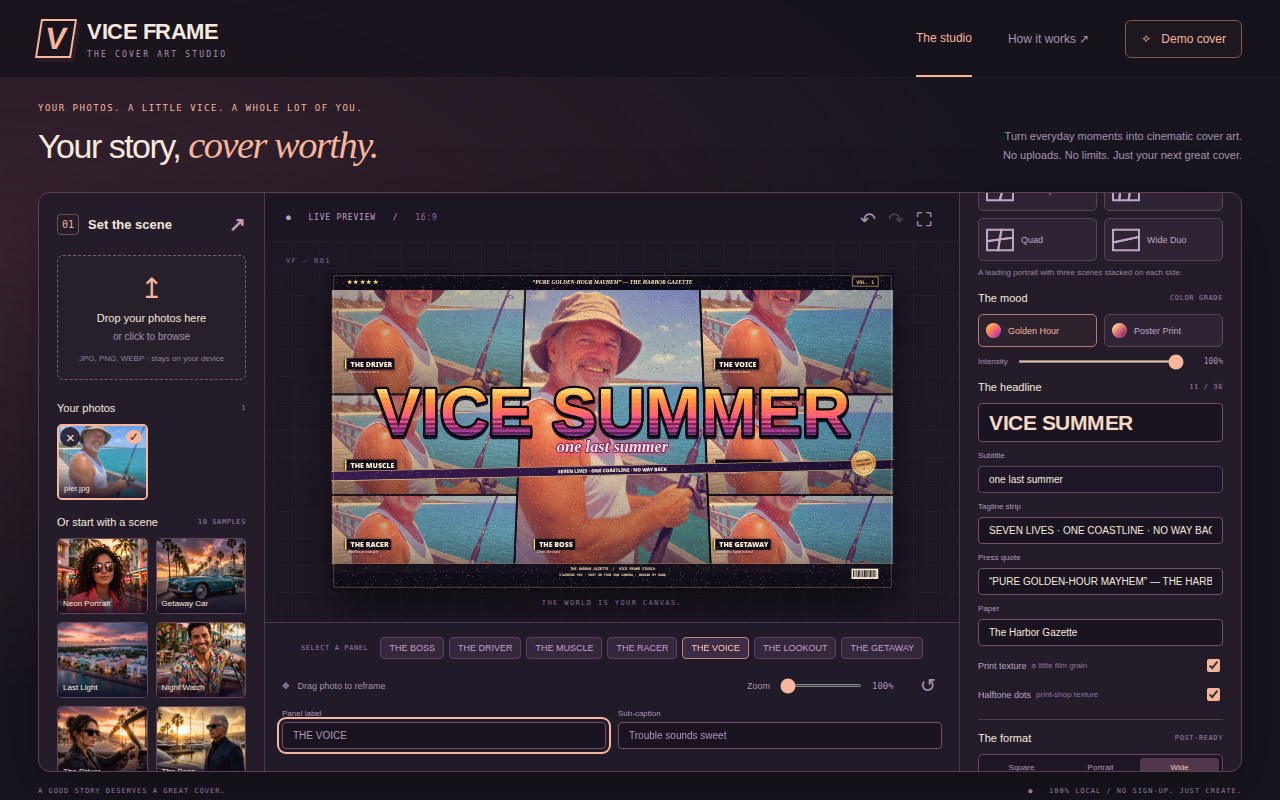 V
VICE FRAME
THE COVER ART STUDIO
The studio
How it works ↗
Demo cover
YOUR PHOTOS. A LITTLE VICE. A WHOLE LOT OF YOU.
Your story, cover worthy.
Turn everyday moments into cinematic cover art.
No uploads. No limits. Just your next great cover.
01 Set the scene ↗
Drop your photos here
or click to browse
JPG, PNG, WEBP · stays on your device
Your photos 1
pier.jpg
Or start with a scene 10 SAMPLES
Neon Portrait
Getaway Car
Last Light
Night Watch
LIVE PREVIEW / 16:9
VF — 001
★★★★★
“PURE GOLDEN-HOUR MAYHEM” — THE HARBOR GAZETTE
VOL. 1
THE DRIVER
THE VOICE
VICE SUMMER
one last summer
THE MUSCLE
SEVEN LIVES · ONE COASTLINE · NO WAY BACK
THE RACER
THE BOSS
THE GETAWAY
THE HARBOR GAZETTE / VICE FRAME STUDIO
THE WORLD IS YOUR CANVAS.
SELECT A PANEL
THE BOSS
THE DRIVER
THE MUSCLE
THE RACER
THE VOICE
THE LOOKOUT
THE GETAWAY
Drag photo to reframe
Zoom 100%
Panel label
THE VOICE
Sub-caption
Trouble sounds sweet
Quad
Wide Duo
A leading portrait with three scenes stacked on each side.
The mood COLOR GRADE
Golden Hour
Poster Print
Intensity 100%
The headline 11 / 36
VICE SUMMER
Subtitle
one last summer
Tagline strip
SEVEN LIVES · ONE COASTLINE · NO WAY BAC
Press quote
“PURE GOLDEN-HOUR MAYHEM” — THE HARB
Paper
The Harbor Gazette
Print texture a little film grain
Halftone dots print-shop texture
The format POST-READY
Square
Portrait
Wide
A GOOD STORY DESERVES A GREAT COVER.
100% LOCAL / NO SIGN-UP. JUST CREATE.